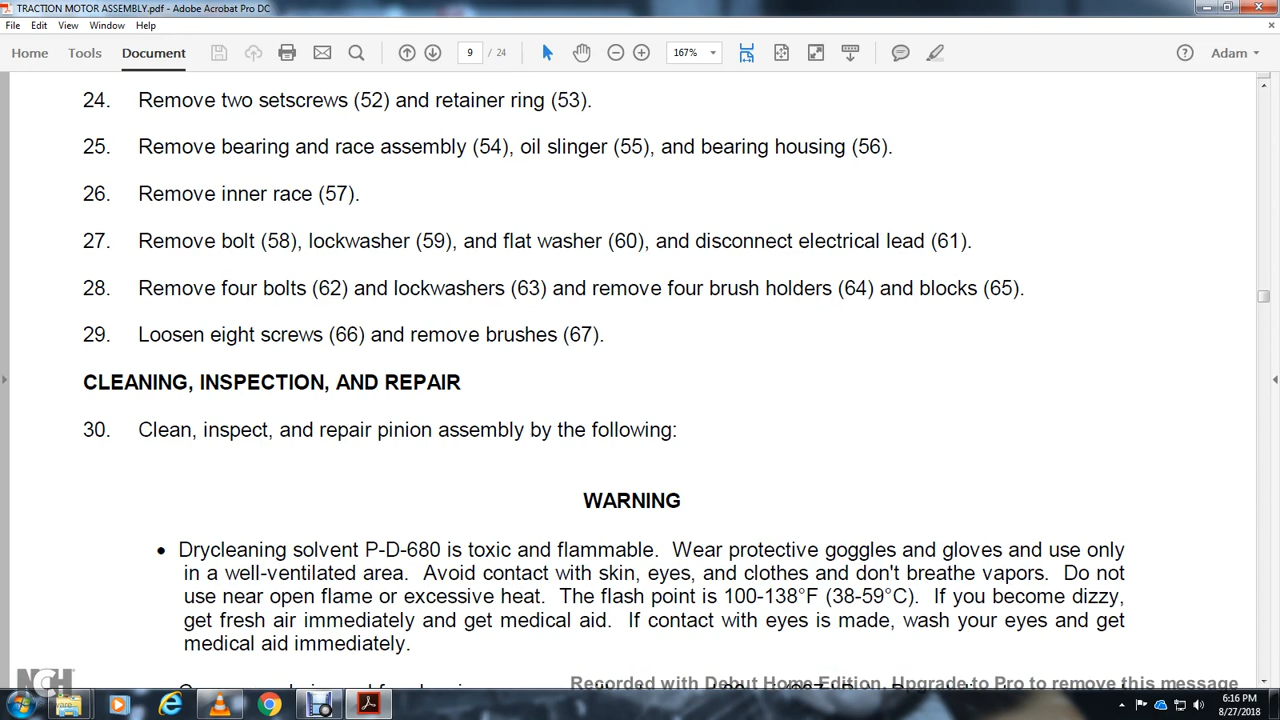 TRACTION MOTOR ASSEMBLY.pdf - Adobe Acrobat Pro DC
File Edit View Window Help
Home Tools Document 9 / 24 167% Adam
24. Remove two setscrews (52) and retainer ring (53).
25. Remove bearing and race assembly (54), oil slinger (55), and bearing housing (56).
26. Remove inner race (57).
27. Remove bolt (58), lockwasher (59), and flat washer (60), and disconnect electrical lead (61).
28. Remove four bolts (62) and lockwashers (63) and remove four brush holders (64) and blocks (65).
29. Loosen eight screws (66) and remove brushes (67).
CLEANING, INSPECTION, AND REPAIR
30. Clean, inspect, and repair pinion assembly by the following:
WARNING
• Drycleaning solvent P-D-680 is toxic and flammable. Wear protective goggles and gloves and use only
in a well-ventilated area. Avoid contact with skin, eyes, and clothes and don't breathe vapors. Do not
use near open flame or excessive heat. The flash point is 100-138°F (38-59°C). If you become dizzy,
get fresh air immediately and get medical aid. If contact with eyes is made, wash your eyes and get
medical aid immediately.
NCH
Recorded with Debut Home Edition. Upgrade to Pro to remove this message
6:16 PM
8/27/2018